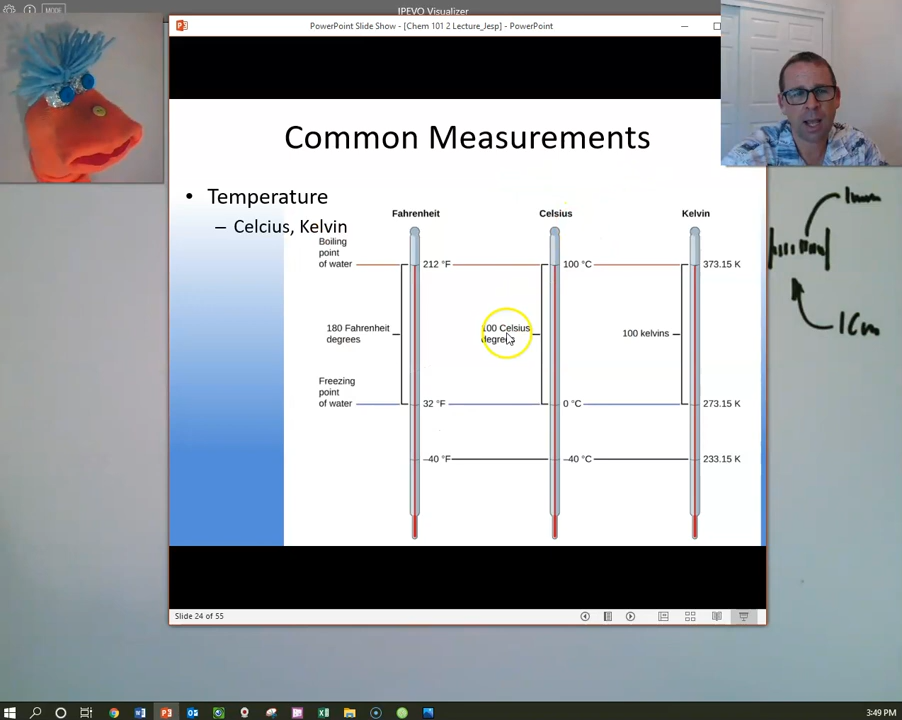 MODE
IPEVO Visualizer
PowerPoint Slide Show - [Chem 101 2 Lecture_Jesp] - PowerPoint
Common Measurements
• Temperature
– Celcius, Kelvin
Fahrenheit
Celsius
Kelvin
Boiling
point
of water
212 °F
100 °C
373.15 K
180 Fahrenheit
degrees
100 Celsius
degrees
100 kelvins
Freezing
point
of water
32 °F
0 °C
273.15 K
–40 °F
–40 °C
233.15 K
1mm
1cm
Slide 24 of 55
3:49 PM